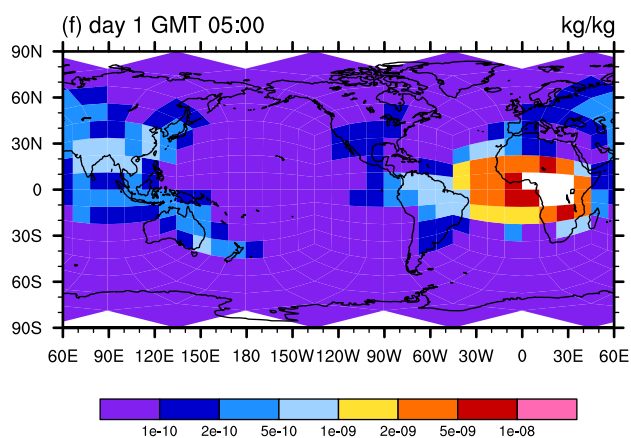 (f) day 1 GMT 05:00 kg/kg
90N
60N
30N
0
30S
60S
90S
60E 90E 120E 150E 180 150W 120W 90W 60W 30W 0 30E 60E
1e-10 2e-10 5e-10 1e-09 2e-09 5e-09 1e-08